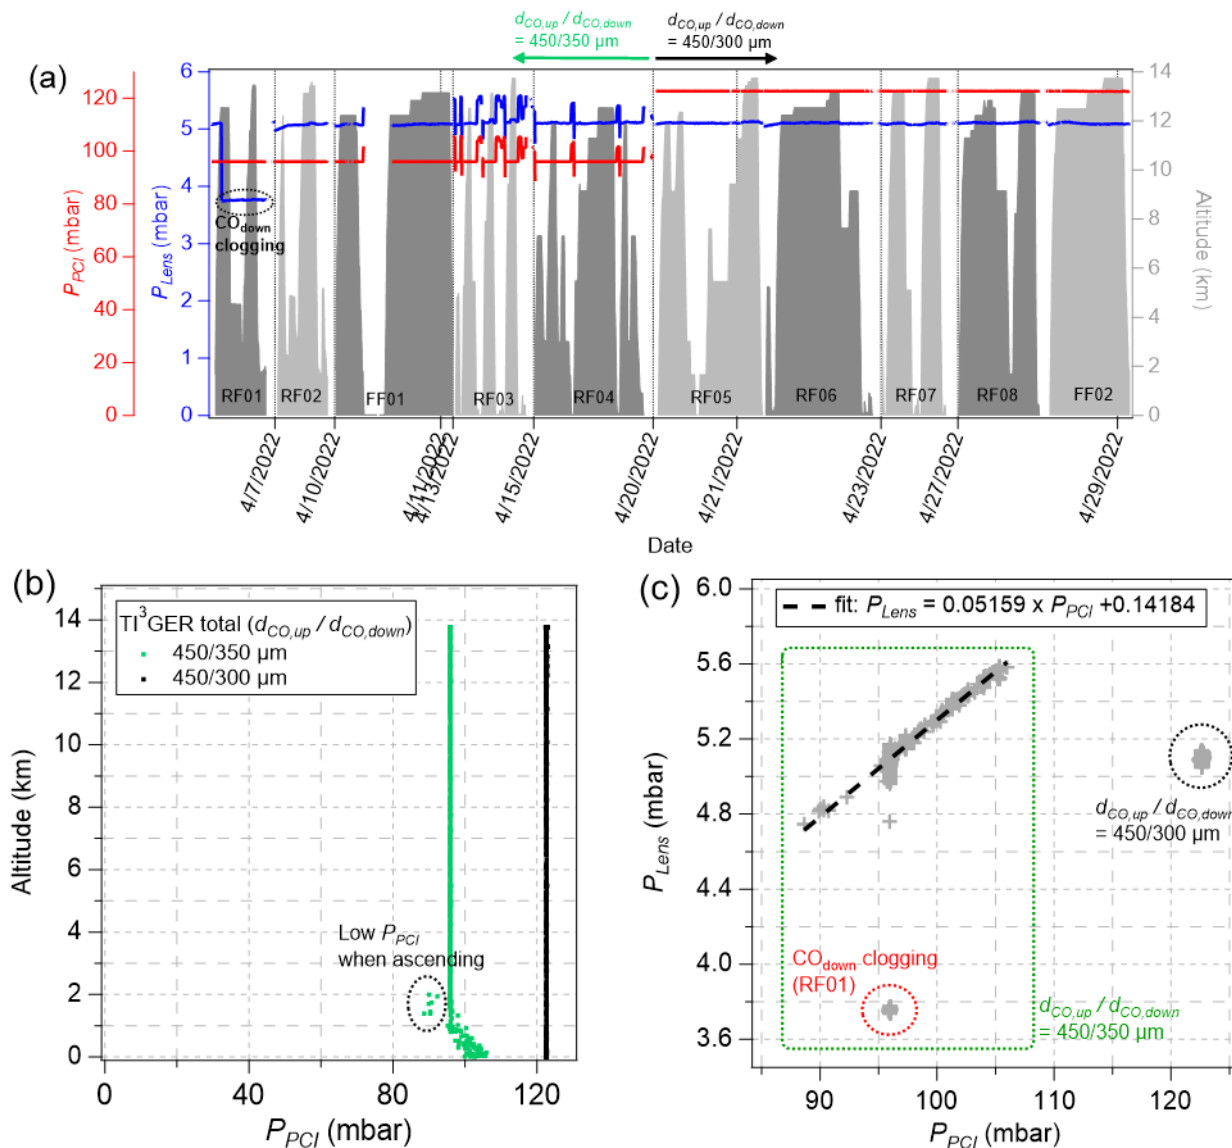 d_CO,up / d_CO,down
= 450/350 µm
d_CO,up / d_CO,down
= 450/300 µm
(a)
P_PCI (mbar)
120
100
80
60
40
20
0
P_Lens (mbar)
6
5
4
3
2
1
0
CO_down
clogging
RF01
RF02
FF01
RF03
RF04
RF05
RF06
RF07
RF08
FF02
14
12
10
8
6
4
2
0
Altitude (km)
4/7/2022
4/10/2022
4/11/2022
4/13/2022
4/15/2022
4/20/2022
4/21/2022
4/23/2022
4/27/2022
4/29/2022
Date
(b)
TI³GER total (d_CO,up / d_CO,down)
450/350 µm
450/300 µm
Altitude (km)
14
12
10
8
6
4
2
0
Low P_PCI
when ascending
0
40
80
120
P_PCI (mbar)
(c)
fit: P_Lens = 0.05159 x P_PCI +0.14184
P_Lens (mbar)
6.0
5.6
5.2
4.8
4.4
4.0
3.6
d_CO,up / d_CO,down
= 450/300 µm
CO_down clogging
(RF01)
d_CO,up / d_CO,down
= 450/350 µm
90
100
110
120
P_PCI (mbar)